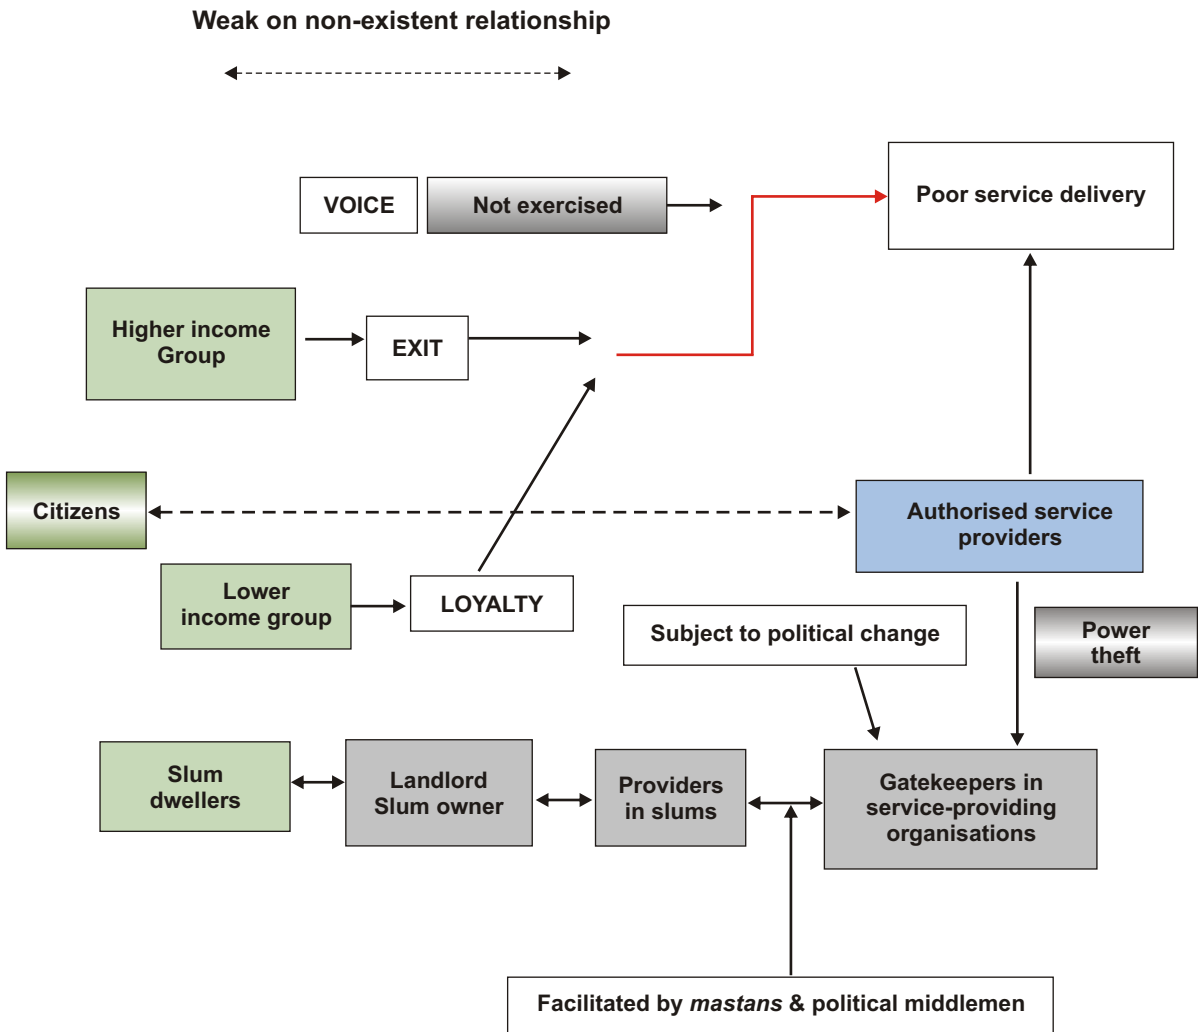 Weak on non-existent relationship
VOICE
Not exercised
Poor service delivery
Higher income
Group
EXIT
Citizens
Authorised service
providers
Lower
income group
LOYALTY
Subject to political change
Power
theft
Slum
dwellers
Landlord
Slum owner
Providers
in slums
Gatekeepers in
service-providing
organisations
Facilitated by mastans & political middlemen